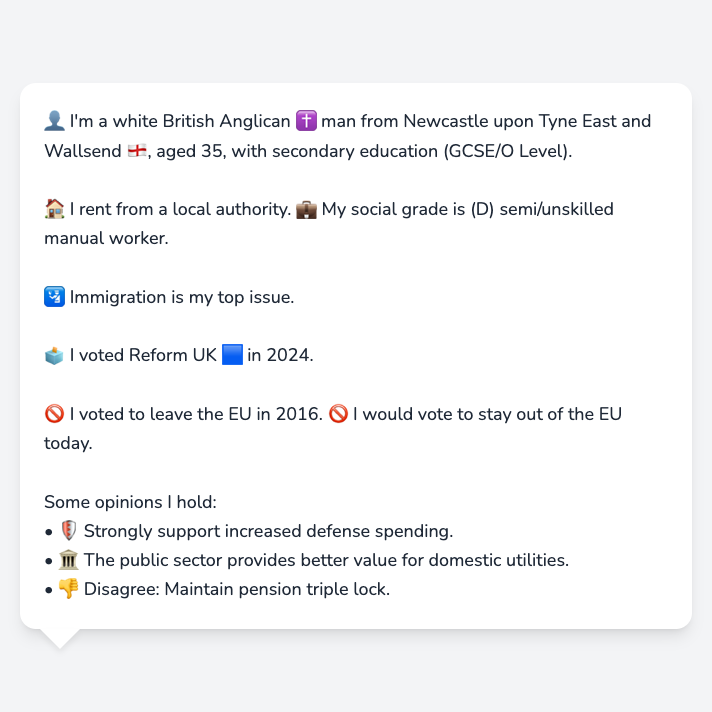 👤 I'm a white British Anglican ✝️ man from Newcastle upon Tyne East and
Wallsend 🏴󠁧󠁢󠁥󠁮󠁧󠁿, aged 35, with secondary education (GCSE/O Level).
🏠 I rent from a local authority. 💼 My social grade is (D) semi/unskilled
manual worker.
🛂 Immigration is my top issue.
🗳️ I voted Reform UK 🟦 in 2024.
🚫 I voted to leave the EU in 2016. 🚫 I would vote to stay out of the EU
today.
Some opinions I hold:
• 🛡️ Strongly support increased defense spending.
• 🏛️ The public sector provides better value for domestic utilities.
• 👎 Disagree: Maintain pension triple lock.